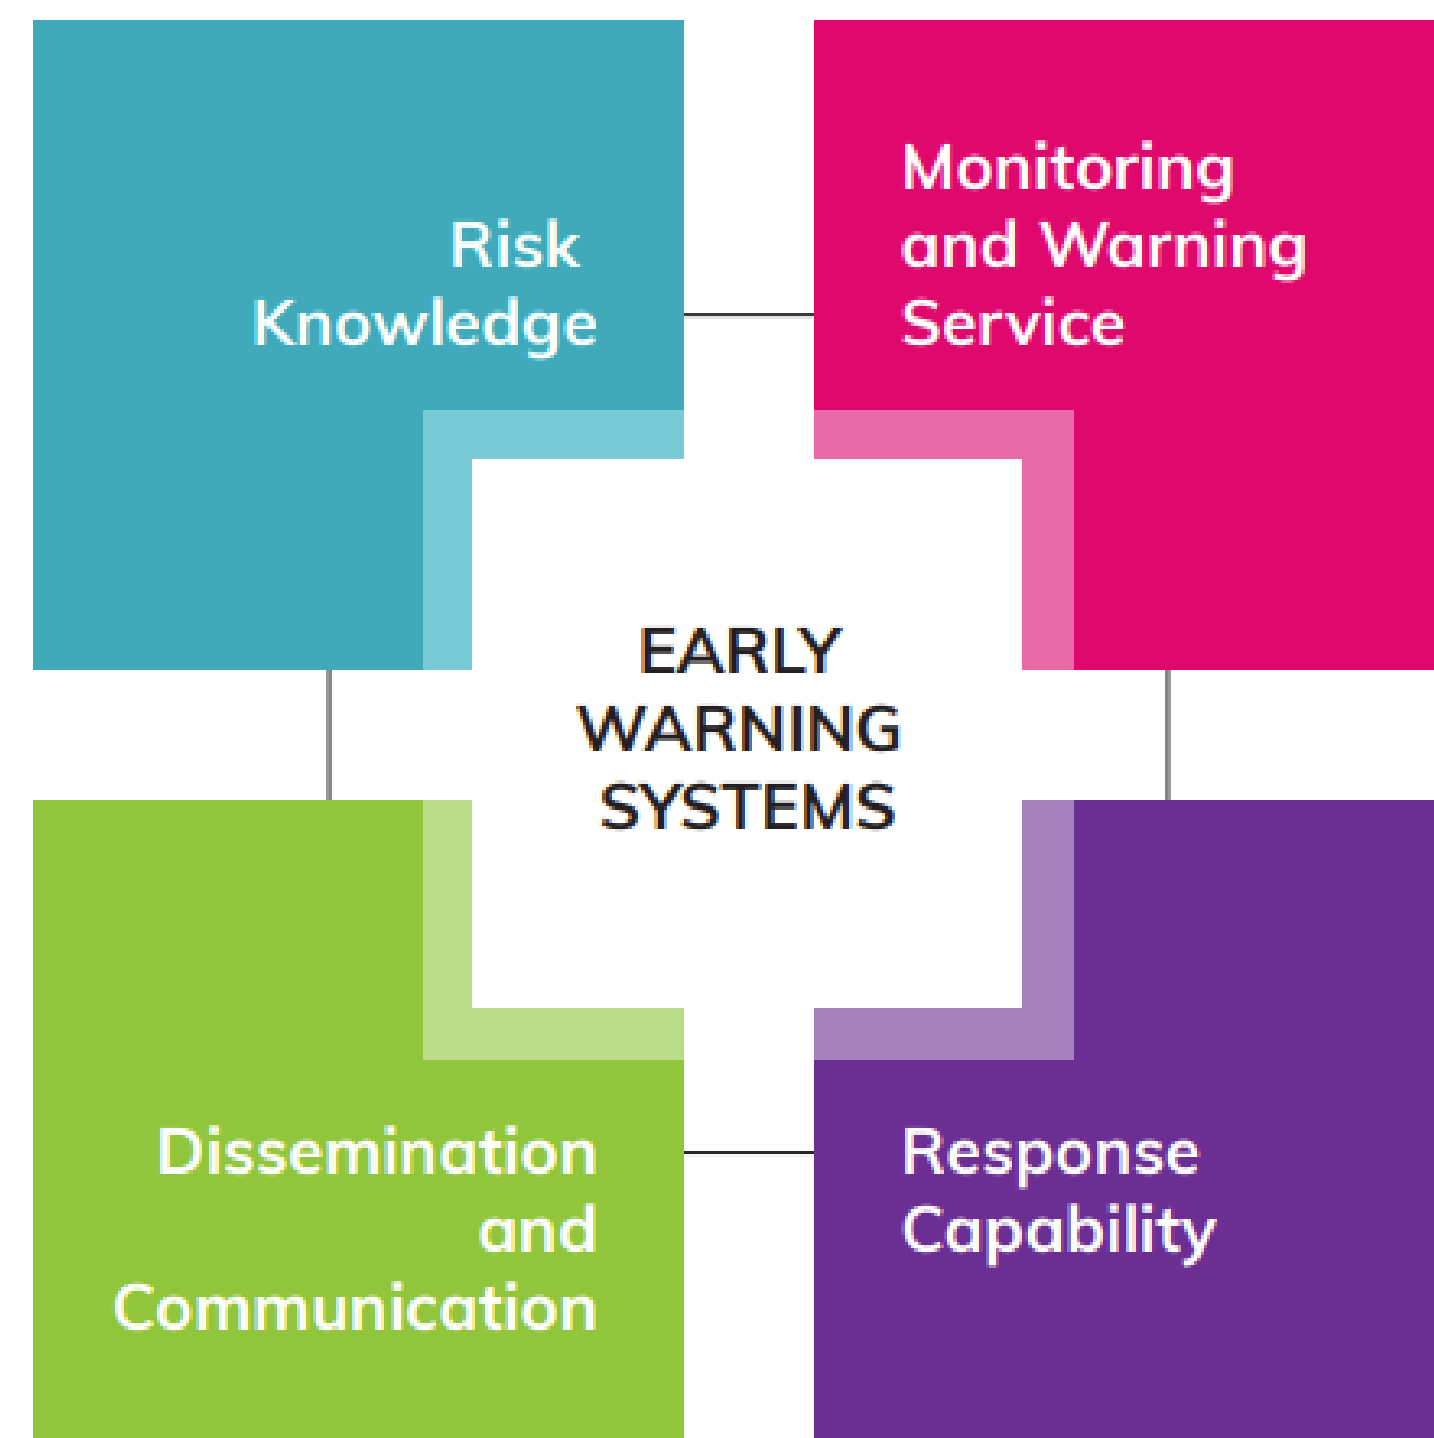 Risk
Knowledge
Monitoring
and Warning
Service
EARLY
WARNING
SYSTEMS
Dissemination
and
Communication
Response
Capability